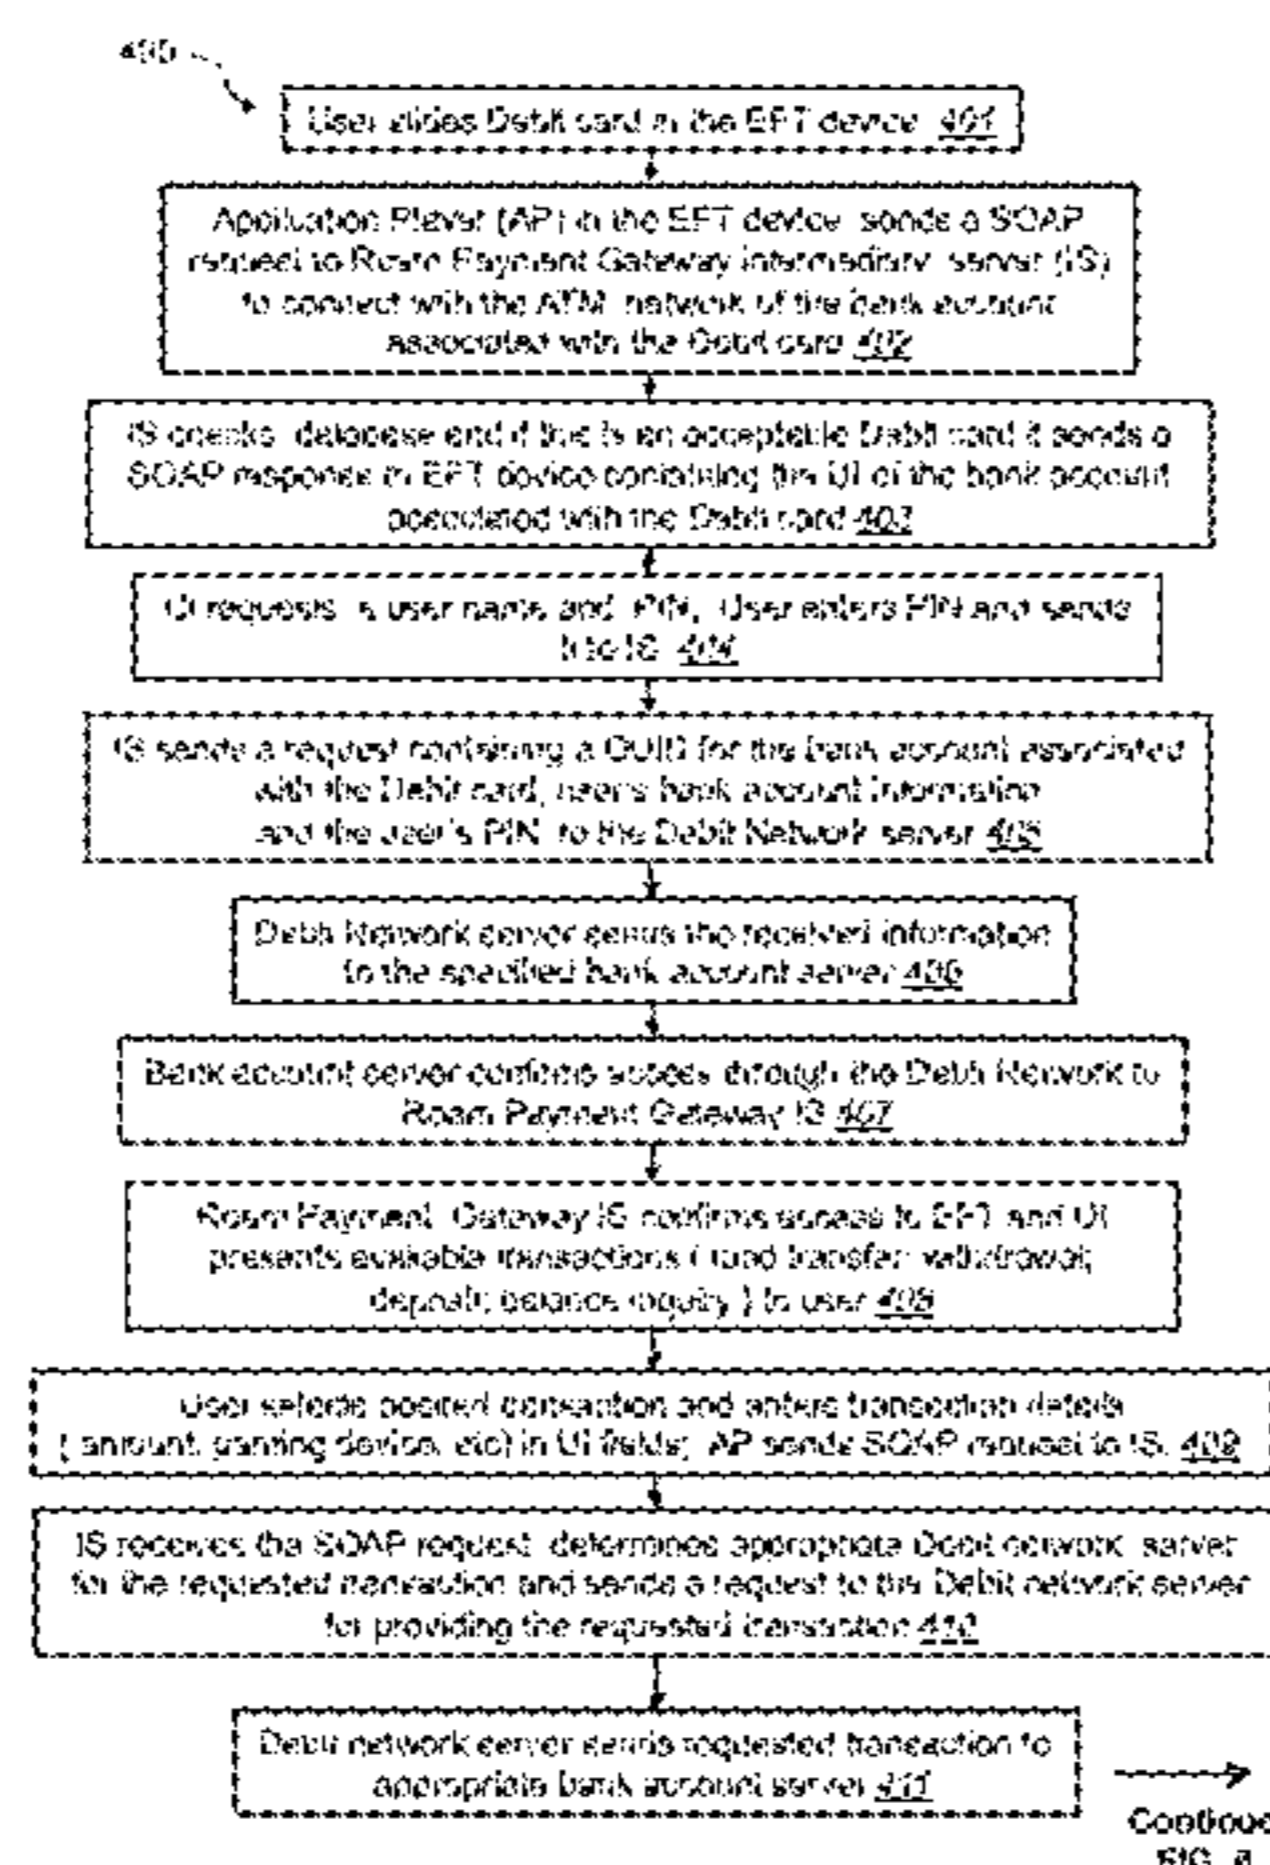 400
User slides Debit card in the EFT device 401
Application Player (AP) in the EFT device sends a SOAP
request to Roam Payment Gateway intermediary server (IS)
to connect with the ATM network of the bank account
associated with the Debit card 402
IS checks database and if this is an acceptable Debit card it sends a
SOAP response to EFT device containing the UI of the bank account
associated with the Debit card 403
UI requests a user name and PIN, User enters PIN and sends
it to IS 404
IS sends a request containing a GUID for the bank account associated
with the Debit card, user's bank account information
and the user's PIN to the Debit Network server 405
Debit Network server sends the received information
to the specified bank account server 406
Bank account server confirms access through the Debit Network to
Roam Payment Gateway IS 407
Roam Payment Gateway IS confirms access to EFT and UI
presents available transactions ( fund transfer; withdrawal;
deposit; balance inquiry ) to user 408
User selects desired transaction and enters transaction details
( amount, gaming device, etc) in UI fields; AP sends SOAP request to IS. 409
IS receives the SOAP request determines appropriate Debit network server
for the requested transaction and sends a request to the Debit network server
for providing the requested transaction 410
Debit network server sends requested transaction to
appropriate bank account server 411
Continue
FIG. 4